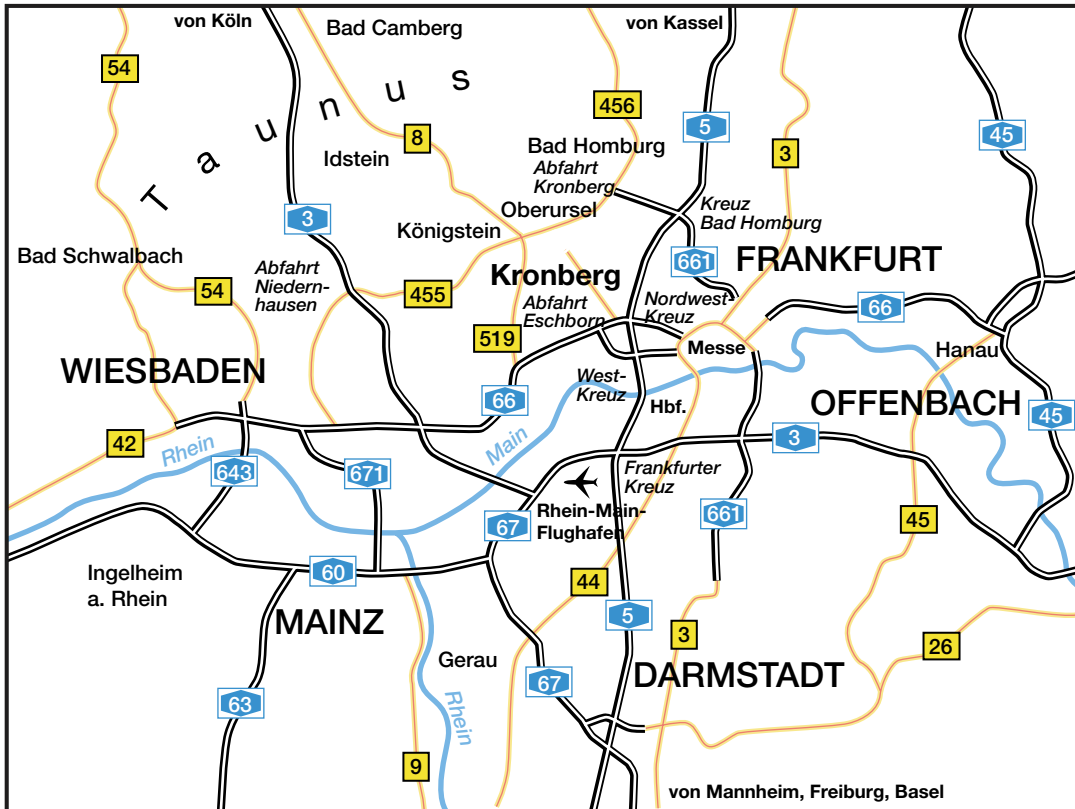 von Köln
Bad Camberg
von Kassel
54
Taunus
456
5
3
45
8
Idstein
Bad Homburg
Abfahrt
Kronberg
Oberursel
Kreuz
Bad Homburg
3
Königstein
661
FRANKFURT
Bad Schwalbach
Abfahrt
Niedern-
hausen
Kronberg
54
455
Abfahrt
Eschborn
Nordwest-
Kreuz
66
519
Messe
Hanau
WIESBADEN
West-
Kreuz
66
Hbf.
OFFENBACH
45
42
Rhein
Main
3
643
671
Frankfurter
Kreuz
67
Rhein-Main-
Flughafen
661
45
60
44
Ingelheim
a. Rhein
MAINZ
5
3
26
Gerau
DARMSTADT
67
63
Rhein
9
von Mannheim, Freiburg, Basel